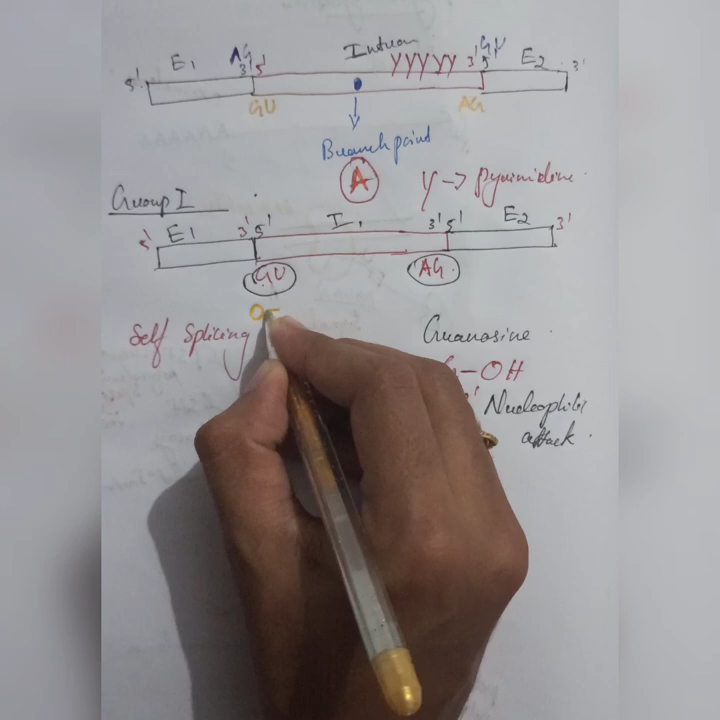 E1 AG Intron GU E2
5' 3' 5' YYYYY 3' 5' 3'
GU AG
Branch point
A Y → pyrimidine.
Group I
5' E1 3' 5' I1 3' 5' E2 3'
GU AG
Self Splicing Guanosine
-OH
Nucleophilic
attack.